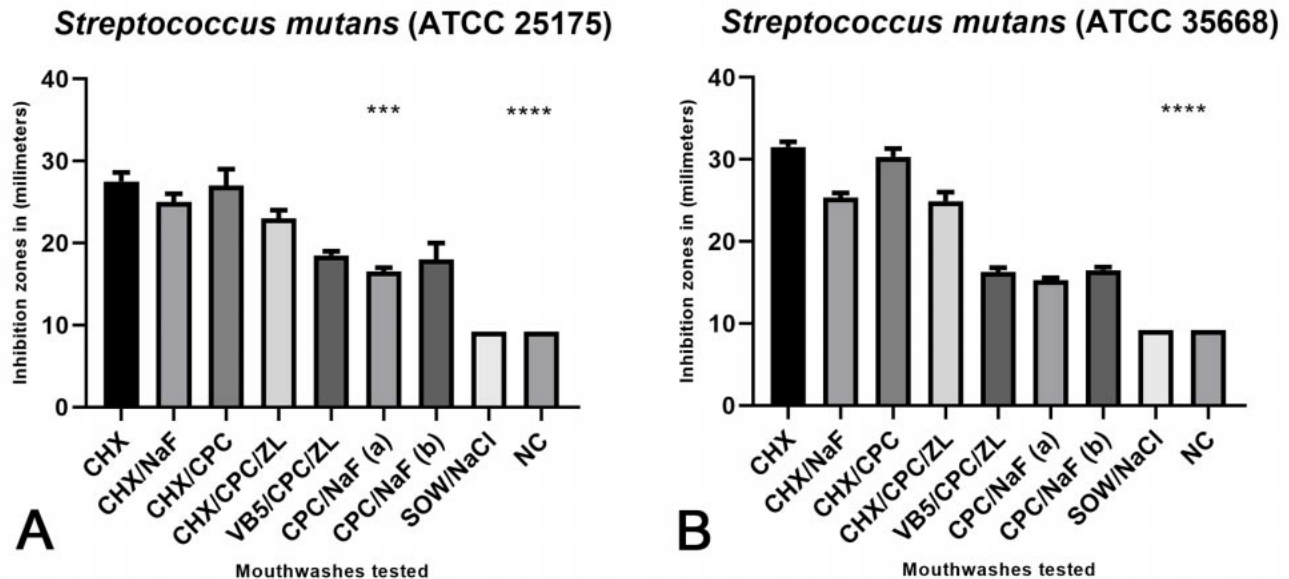 Streptococcus mutans (ATCC 25175)
Inhibition zones in (milimeters)
40
30
20
10
0
***
****
CHX
CHX/NaF
CHX/CPC
CHX/CPC/ZL
VB5/CPC/ZL
CPC/NaF (a)
CPC/NaF (b)
SOW/NaCl
NC
A
Mouthwashes tested
Streptococcus mutans (ATCC 35668)
Inhibition zones in (milimeters)
40
30
20
10
0
****
CHX
CHX/NaF
CHX/CPC
CHX/CPC/ZL
VB5/CPC/ZL
CPC/NaF (a)
CPC/NaF (b)
SOW/NaCl
NC
B
Mouthwashes tested